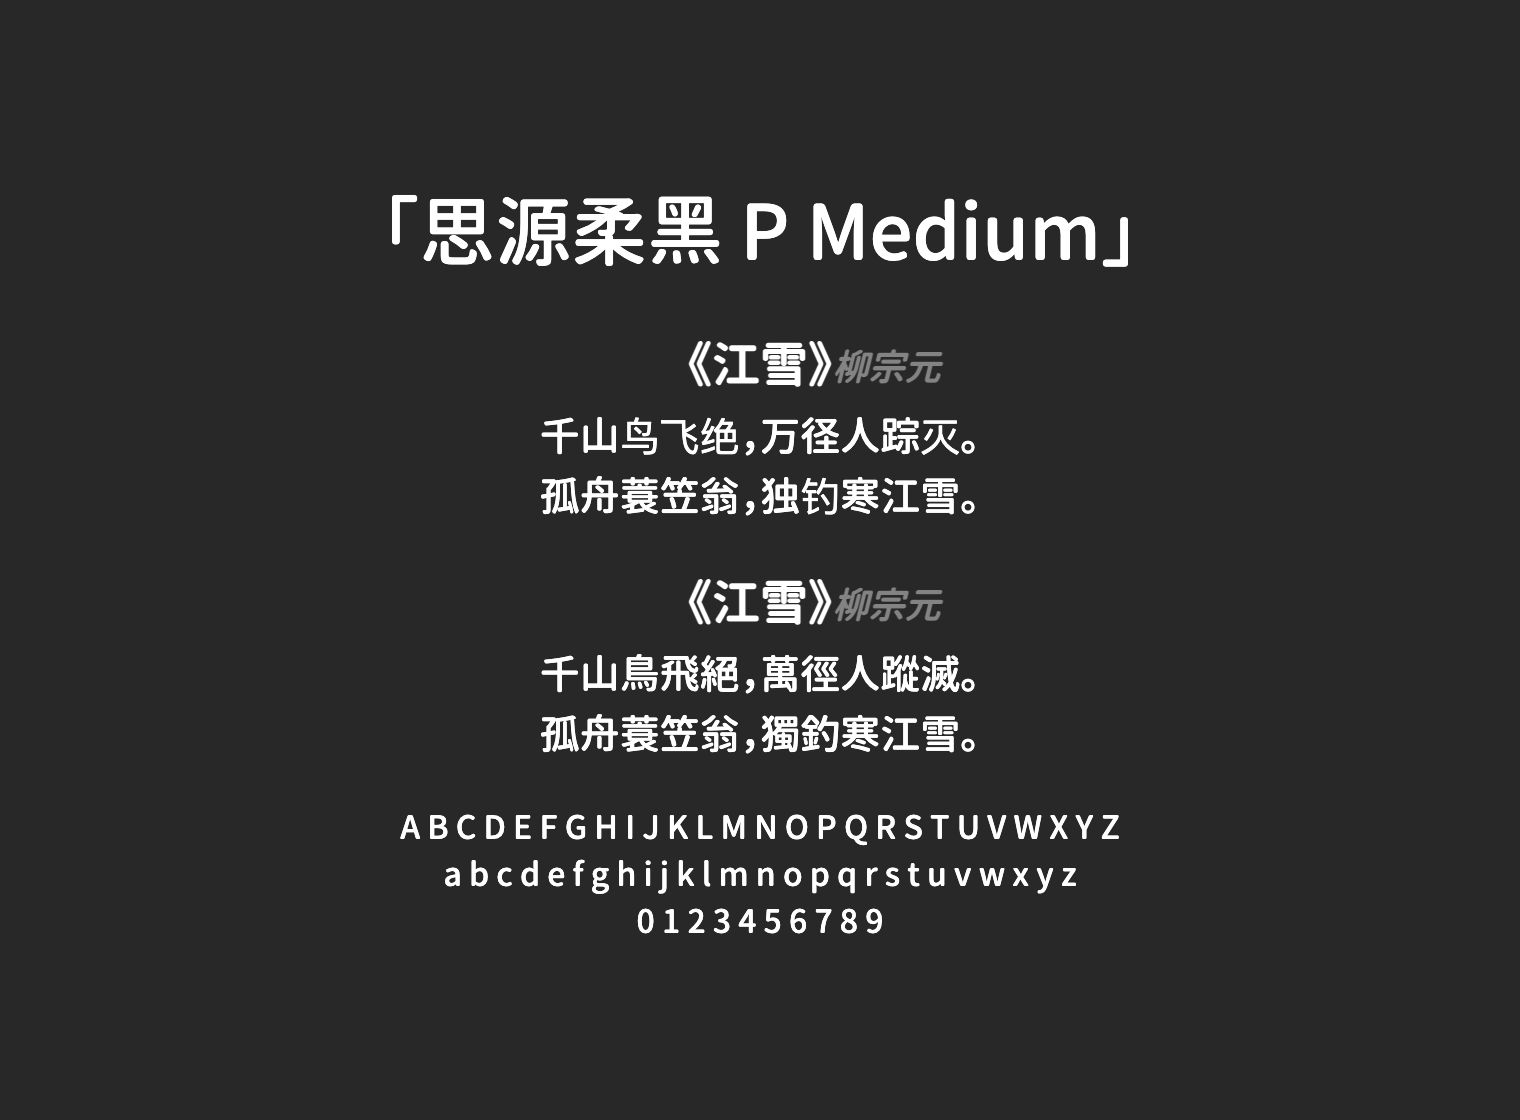 「思源柔黑 P Medium」
《江雪》柳宗元
千山鸟飞绝，万径人踪灭。
孤舟蓑笠翁，独钓寒江雪。
《江雪》柳宗元
千山鳥飛絕，萬徑人蹤滅。
孤舟蓑笠翁，獨釣寒江雪。
A B C D E F G H I J K L M N O P Q R S T U V W X Y Z
a b c d e f g h i j k l m n o p q r s t u v w x y z
0 1 2 3 4 5 6 7 8 9